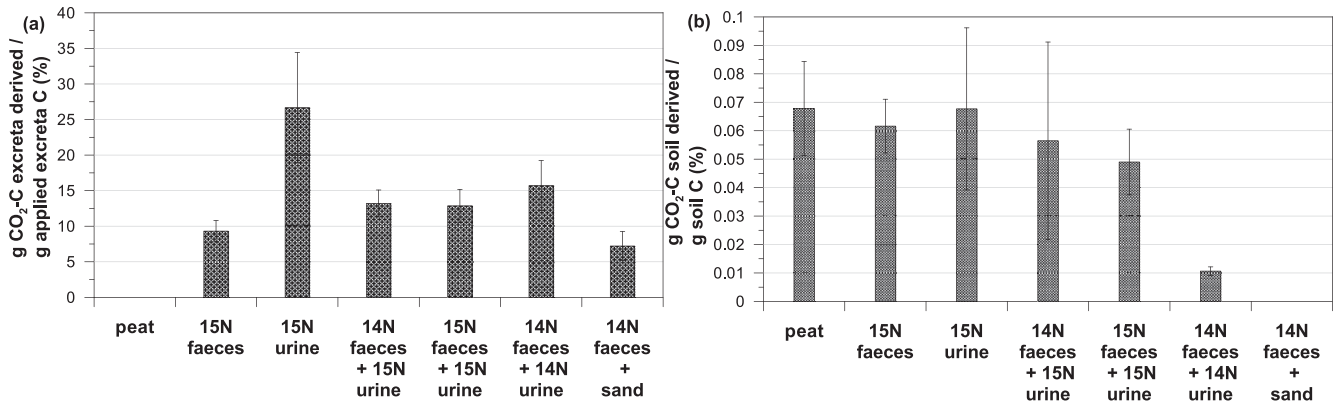 (a)
g CO₂-C excreta derived /
g applied excreta C (%)
40
35
30
25
20
15
10
5
0
peat
15N
faeces
15N
urine
14N
faeces
+ 15N
urine
15N
faeces
+ 15N
urine
14N
faeces
+ 14N
urine
14N
faeces
+
sand
(b)
g CO₂-C soil derived /
g soil C (%)
0.1
0.09
0.08
0.07
0.06
0.05
0.04
0.03
0.02
0.01
0
peat
15N
faeces
15N
urine
14N
faeces
+ 15N
urine
15N
faeces
+ 15N
urine
14N
faeces
+ 14N
urine
14N
faeces
+
sand